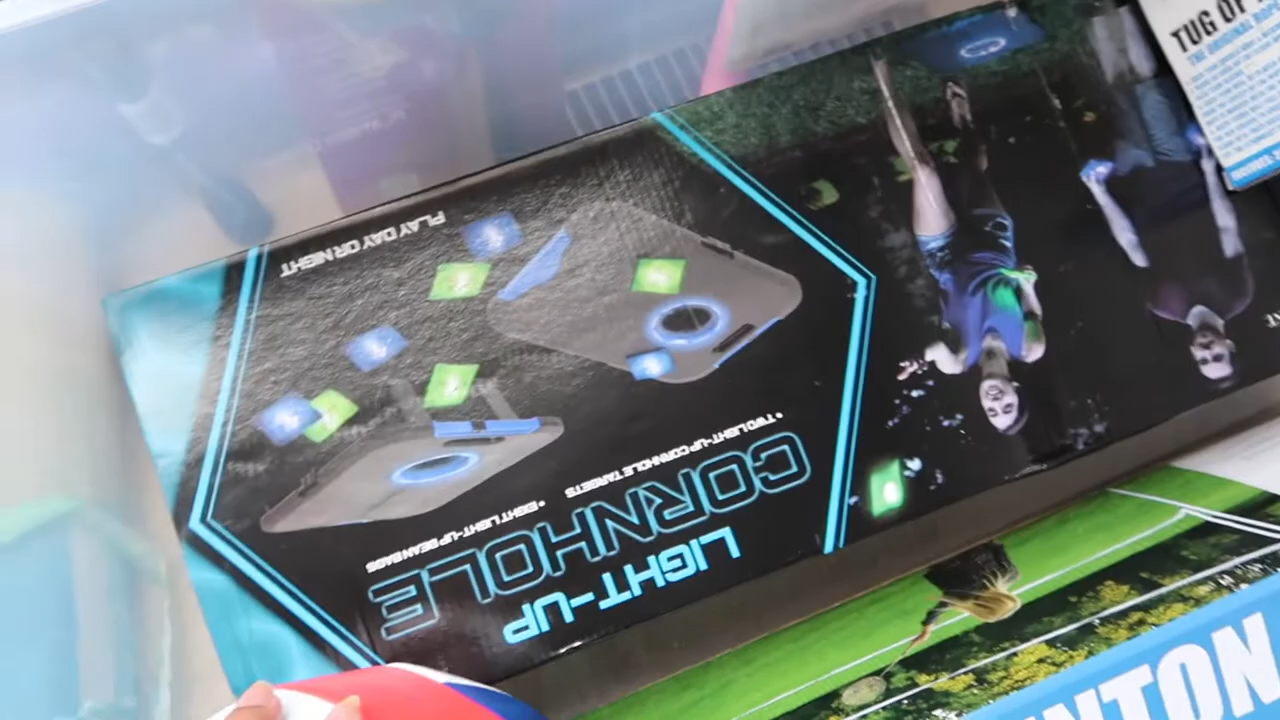 LIGHT-UP
CORNHOLE
• TWO LIGHT-UP CORNHOLE TARGETS
• EIGHT LIGHT-UP BEAN BAGS
PLAY DAY OR NIGHT
TUG OF
THE ORIGINAL ROPE
NTON